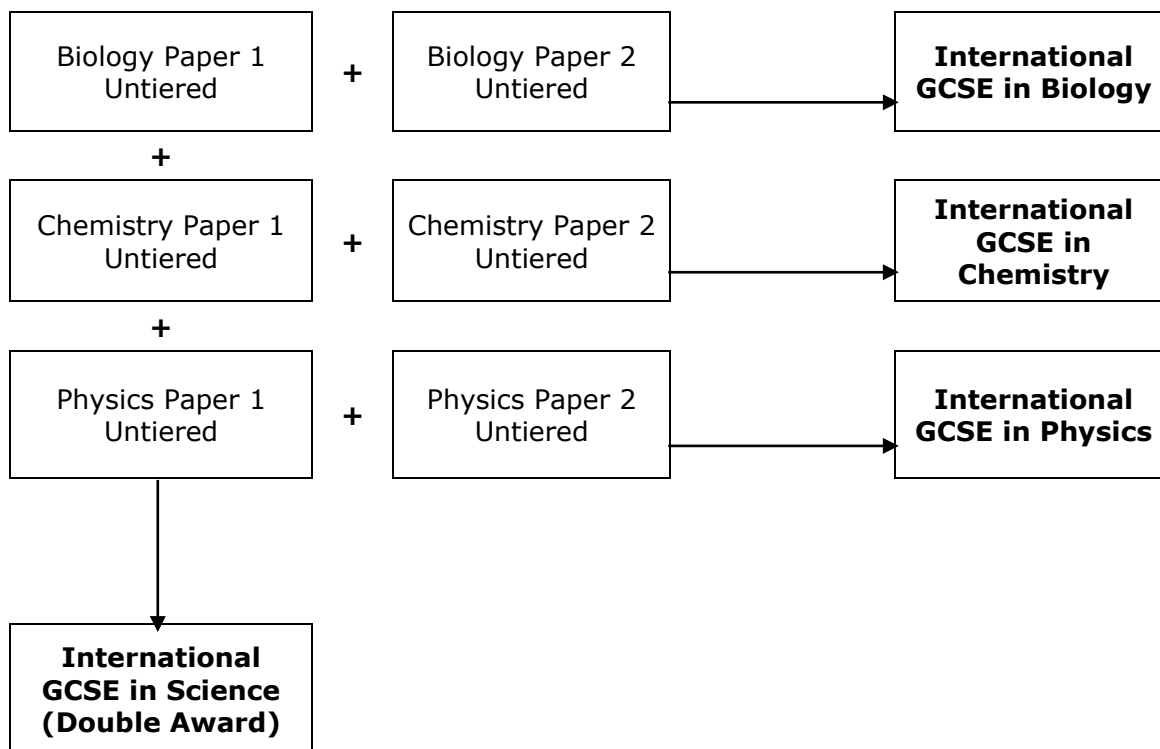 Biology Paper 1
Untiered
+
Biology Paper 2
Untiered
International
GCSE in Biology
+
Chemistry Paper 1
Untiered
+
Chemistry Paper 2
Untiered
International
GCSE in
Chemistry
+
Physics Paper 1
Untiered
+
Physics Paper 2
Untiered
International
GCSE in Physics
International
GCSE in Science
(Double Award)